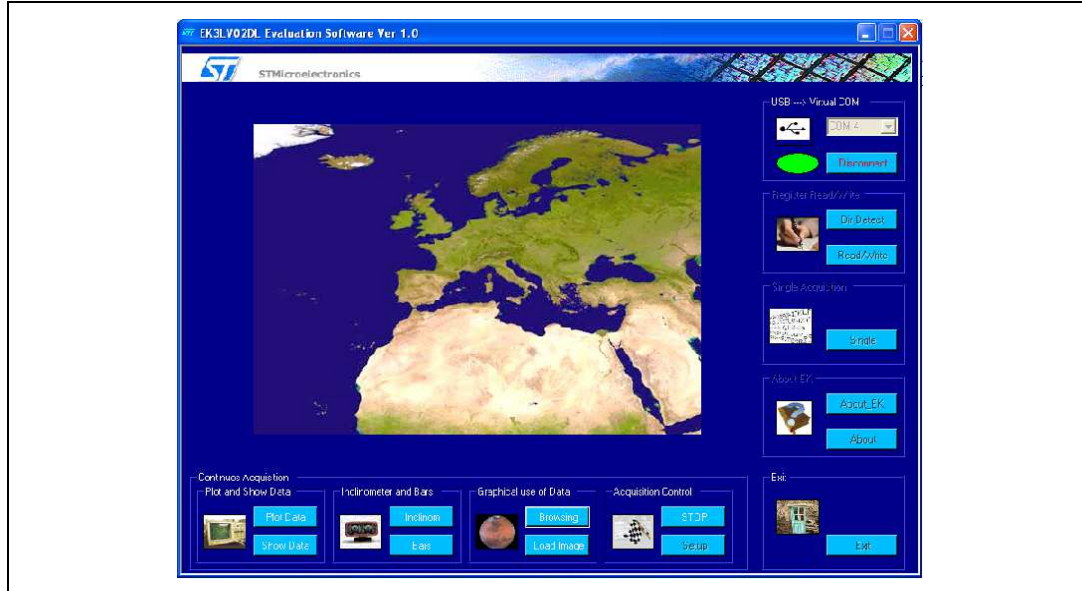 EK3LV02DL Evaluation Software Ver 1.0
ST
STMicroelectronics
USB ---> Virtual COM
COM 4
Disconnect
Register Read/Write
Dir Detect
Read/Write
Single Acquisition
Single
About EK
About_EK
About
Continuos Acquistion
Plot and Show Data
Plot Data
Show Data
Inclinometer and Bars
Inclinom
Bars
Graphical use of Data
Browsing
Load Image
Acquisition Control
STOP
Setup
Exit
Exit